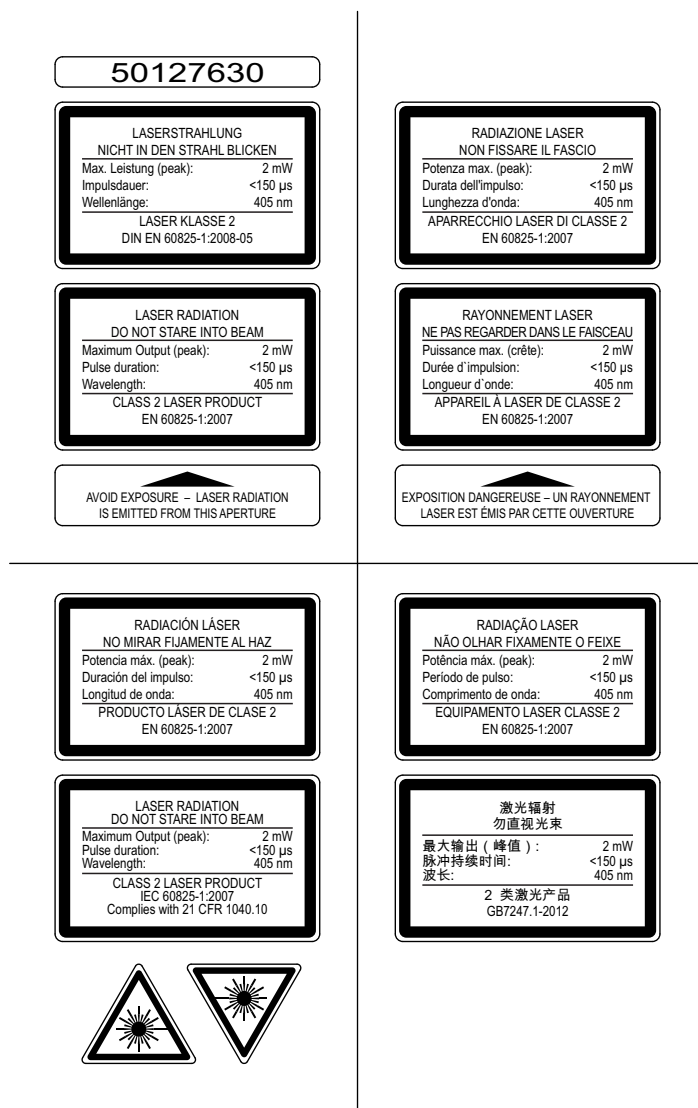 50127630
LASERSTRAHLUNG
NICHT IN DEN STRAHL BLICKEN
Max. Leistung (peak): 2 mW
Impulsdauer: <150 µs
Wellenlänge: 405 nm
LASER KLASSE 2
DIN EN 60825-1:2008-05
LASER RADIATION
DO NOT STARE INTO BEAM
Maximum Output (peak): 2 mW
Pulse duration: <150 µs
Wavelength: 405 nm
CLASS 2 LASER PRODUCT
EN 60825-1:2007
AVOID EXPOSURE – LASER RADIATION
IS EMITTED FROM THIS APERTURE
RADIAZIONE LASER
NON FISSARE IL FASCIO
Potenza max. (peak): 2 mW
Durata dell'impulso: <150 µs
Lunghezza d'onda: 405 nm
APARRECCHIO LASER DI CLASSE 2
EN 60825-1:2007
RAYONNEMENT LASER
NE PAS REGARDER DANS LE FAISCEAU
Puissance max. (crête): 2 mW
Durée d`impulsion: <150 µs
Longueur d`onde: 405 nm
APPAREIL À LASER DE CLASSE 2
EN 60825-1:2007
EXPOSITION DANGEREUSE – UN RAYONNEMENT
LASER EST ÉMIS PAR CETTE OUVERTURE
RADIACIÓN LÁSER
NO MIRAR FIJAMENTE AL HAZ
Potencia máx. (peak): 2 mW
Duración del impulso: <150 µs
Longitud de onda: 405 nm
PRODUCTO LÁSER DE CLASE 2
EN 60825-1:2007
LASER RADIATION
DO NOT STARE INTO BEAM
Maximum Output (peak): 2 mW
Pulse duration: <150 µs
Wavelength: 405 nm
CLASS 2 LASER PRODUCT
IEC 60825-1:2007
Complies with 21 CFR 1040.10
RADIAÇÃO LASER
NÃO OLHAR FIXAMENTE O FEIXE
Potência máx. (peak): 2 mW
Período de pulso: <150 µs
Comprimento de onda: 405 nm
EQUIPAMENTO LASER CLASSE 2
EN 60825-1:2007
激光辐射
勿直视光束
最大输出（峰值）: 2 mW
脉冲持续时间: <150 µs
波长: 405 nm
2 类激光产品
GB7247.1-2012